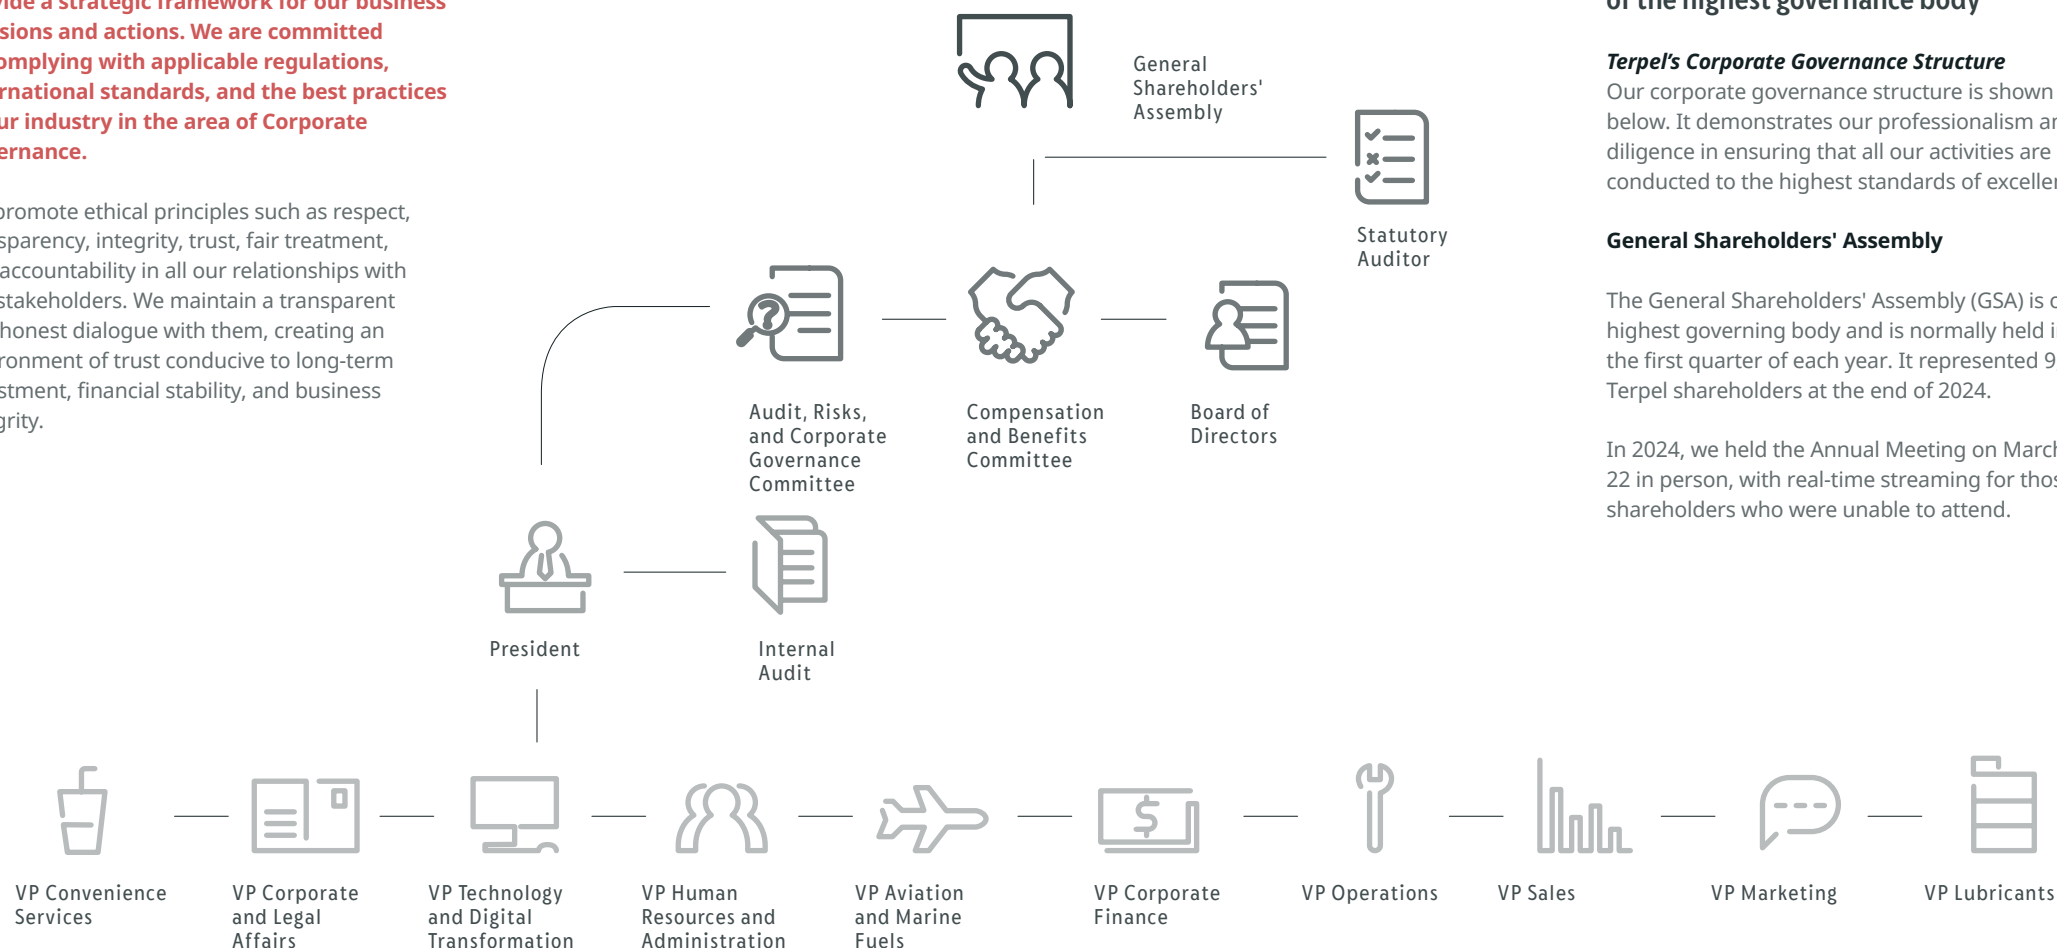 vide a strategic framework for our business
sions and actions. We are committed
omplying with applicable regulations,
rnational standards, and the best practices
ur industry in the area of Corporate
ernance.
promote ethical principles such as respect,
sparency, integrity, trust, fair treatment,
accountability in all our relationships with
stakeholders. We maintain a transparent
honest dialogue with them, creating an
ronment of trust conducive to long-term
stment, financial stability, and business
grity.
General
Shareholders'
Assembly
Statutory
Auditor
Audit, Risks,
and Corporate
Governance
Committee
Compensation
and Benefits
Committee
Board of
Directors
President
Internal
Audit
VP Convenience
Services
VP Corporate
and Legal
Affairs
VP Technology
and Digital
Transformation
VP Human
Resources and
Administration
VP Aviation
and Marine
Fuels
VP Corporate
Finance
VP Operations
VP Sales
VP Marketing
VP Lubricants
of the highest governance body
Terpel's Corporate Governance Structure
Our corporate governance structure is shown
below. It demonstrates our professionalism an
diligence in ensuring that all our activities are
conducted to the highest standards of excellen
General Shareholders' Assembly
The General Shareholders' Assembly (GSA) is o
highest governing body and is normally held i
the first quarter of each year. It represented 9
Terpel shareholders at the end of 2024.
In 2024, we held the Annual Meeting on March
22 in person, with real-time streaming for thos
shareholders who were unable to attend.